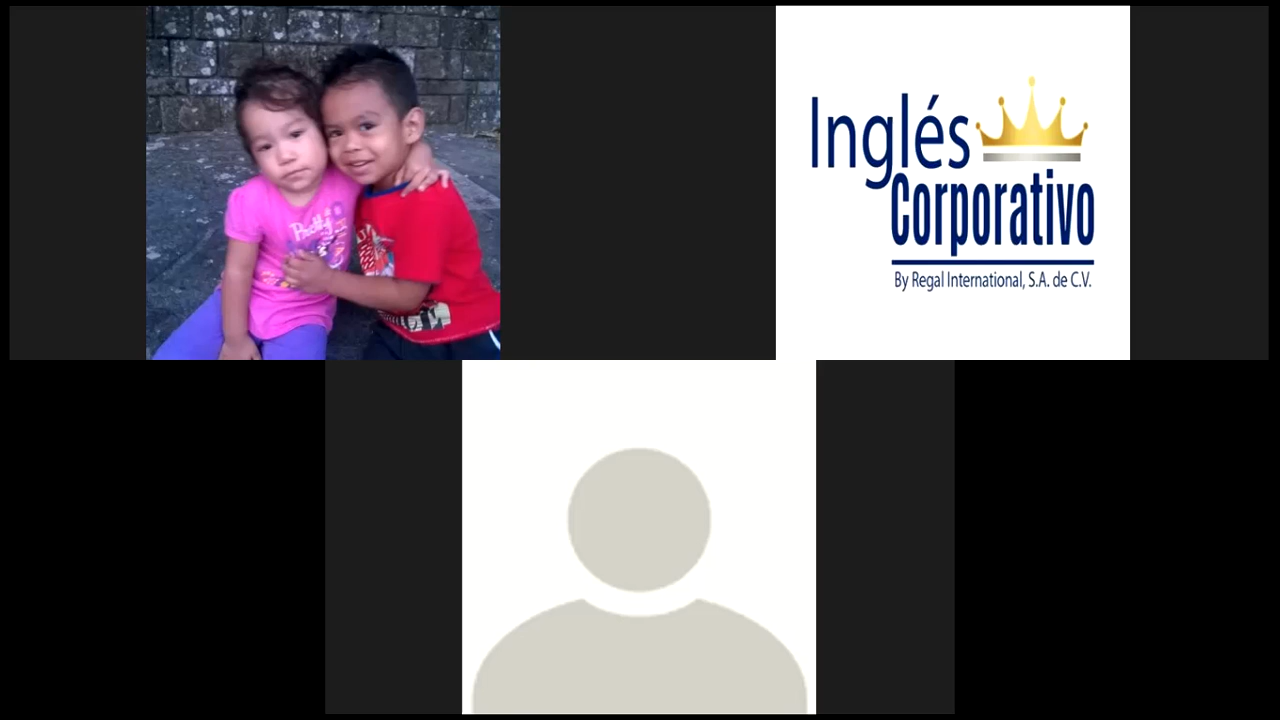 Inglés
Corporativo
By Regal International, S.A. de C.V.